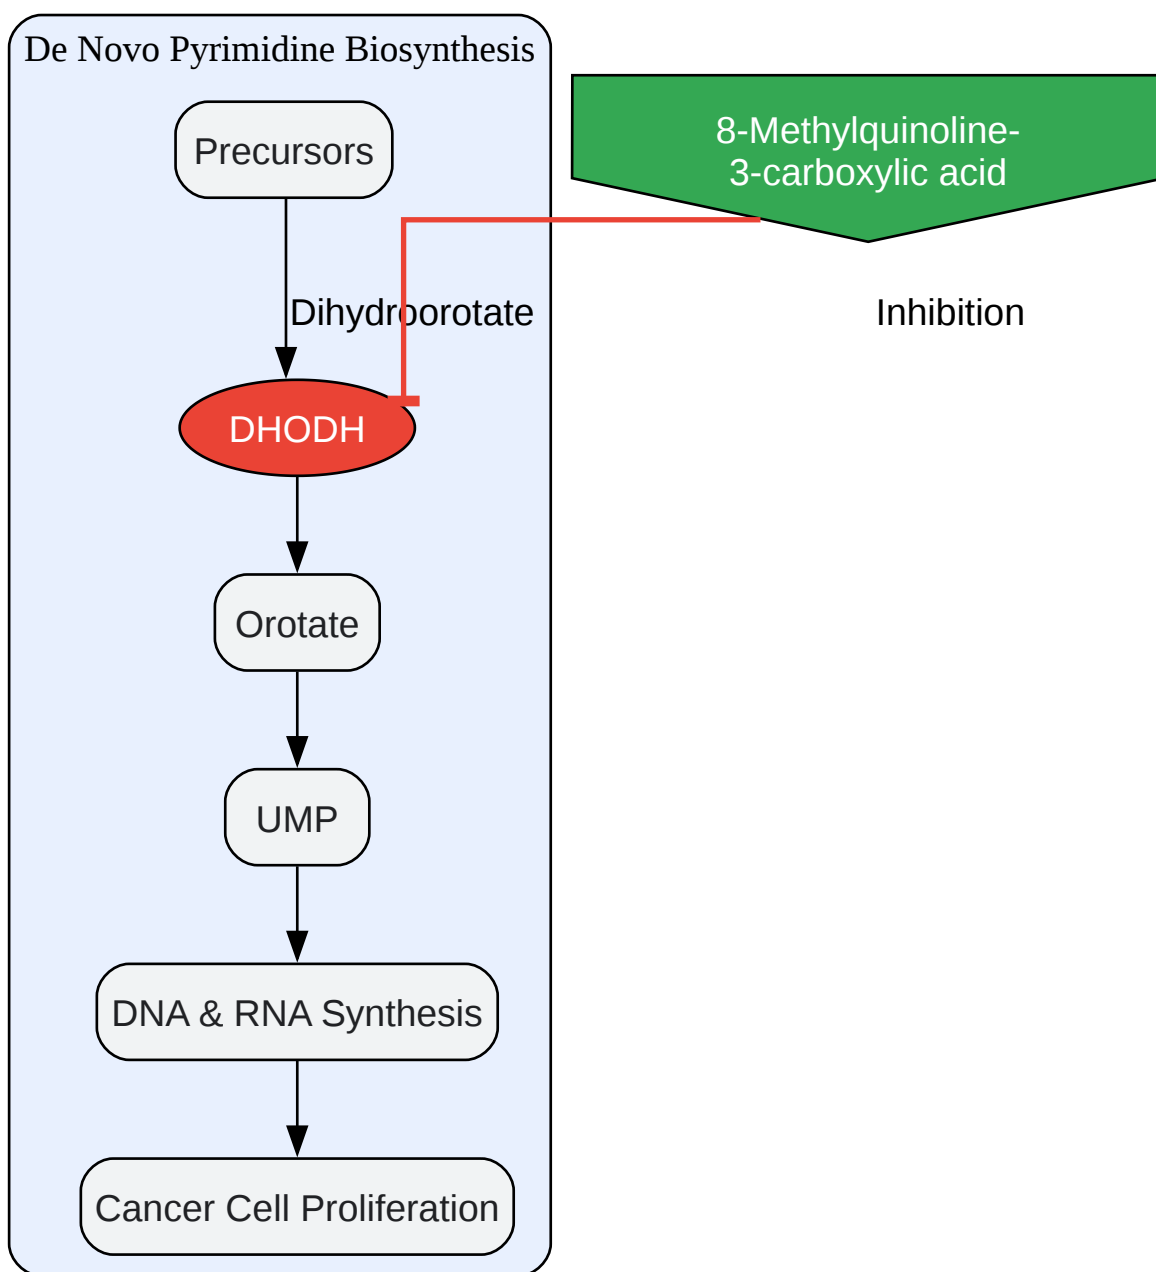 De Novo Pyrimidine Biosynthesis
Precursors
8-Methylquinoline-
3-carboxylic acid
Dihydroorotate
Inhibition
DHODH
Orotate
UMP
DNA & RNA Synthesis
Cancer Cell Proliferation